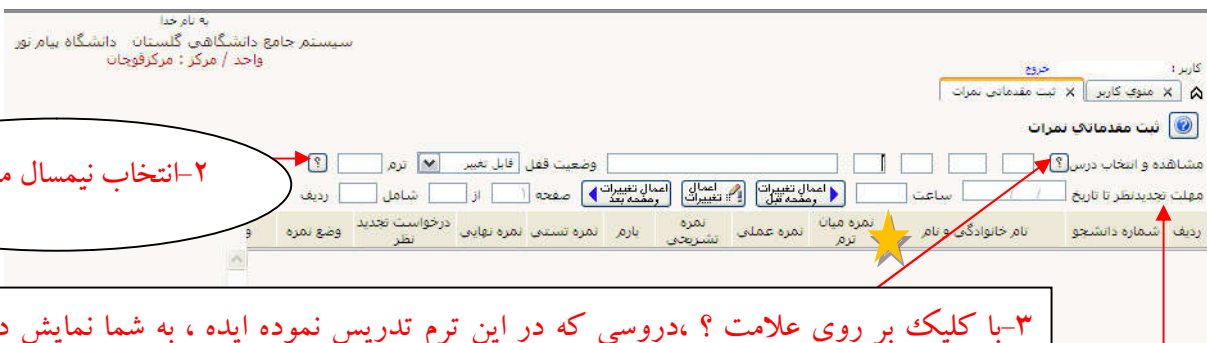 به نام خدا
سیستم جامع دانشگاهی گلستان دانشگاه پیام نور
واحد / مرکز : مرکزقوچان
کاربر : خروج
منوی کاربر X ثبت مقدماتی نمرات X
ثبت مقدماتی نمرات
مشاهده و انتخاب درس ؟ وضعیت قفل قابل تغییر ترم ؟
مهلت تجدیدنظر تا تاریخ / / ساعت اعمال تغییرات وصفحه قبل اعمال تغییرات اعمال تغییرات وصفحه بعد صفحه ۱ از شامل ردیف
ردیف شماره دانشجو نام خانوادگی و نام نمره میان ترم نمره عملی نمره تشریحی بارم نمره تستی نمره نهایی درخواست تجدید نظر وضع نمره
۲-انتخاب نیمسال
۳-با کلیک بر روی علامت ؟ ،دروسی که در این ترم تدریس نموده ایده ، به شما نمایش